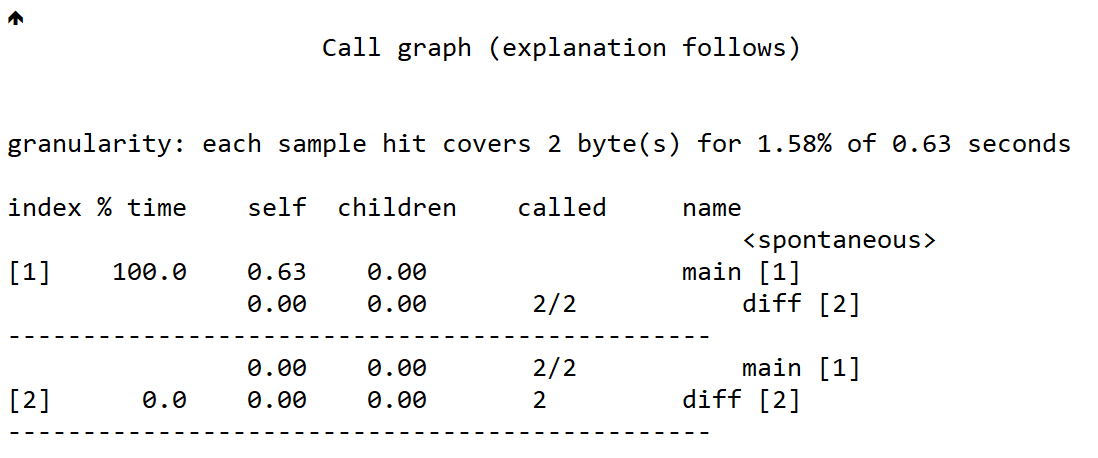 🡅
Call graph (explanation follows)
granularity: each sample hit covers 2 byte(s) for 1.58% of 0.63 seconds
index % time    self  children    called     name
                                                 <spontaneous>
[1]    100.0    0.63    0.00                 main [1]
                0.00    0.00       2/2           diff [2]
-----------------------------------------------
                0.00    0.00       2/2           main [1]
[2]      0.0    0.00    0.00       2         diff [2]
-----------------------------------------------